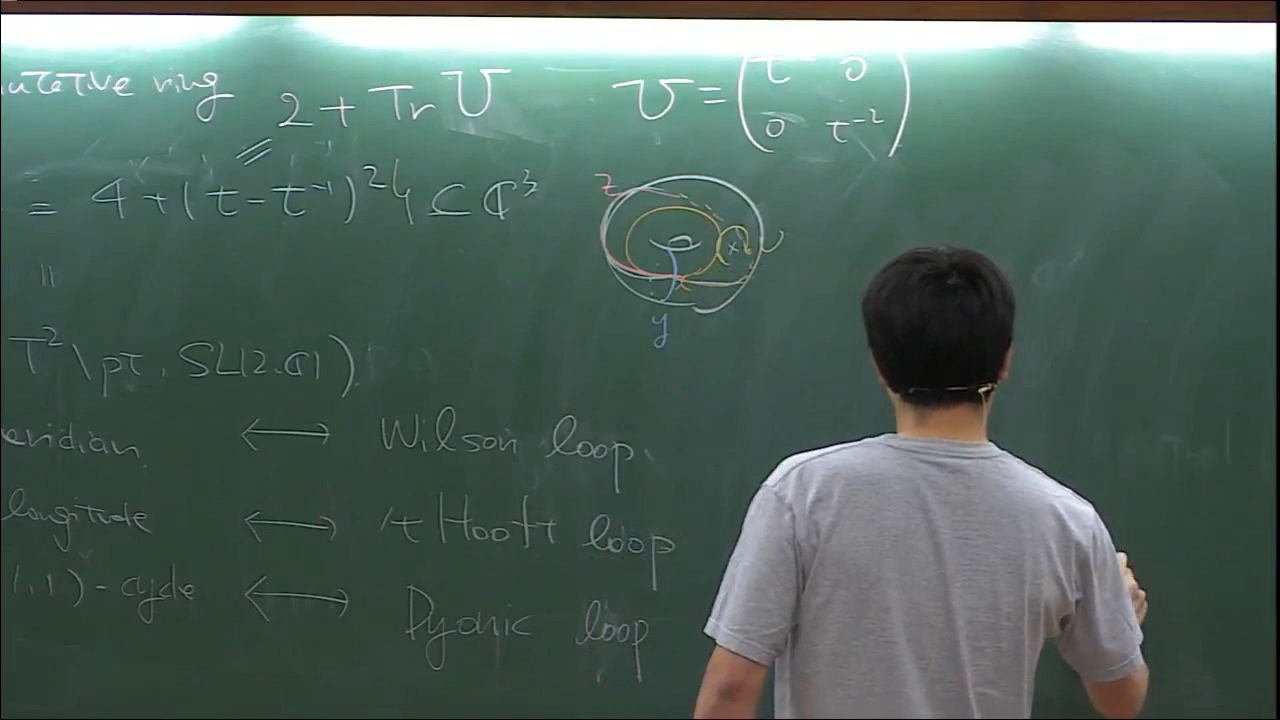 ring 2 + Tr U U = ( t 0
0 t⁻² )
= 4 + (t - t⁻¹)² } ⊆ ℂ³
z
U
y
=
T² \ pt, SL(2, ℂ))
eridian ↔ Wilson loop
longitude ↔ 't Hooft loop
(1,1)-cycle ↔ Dyonic loop